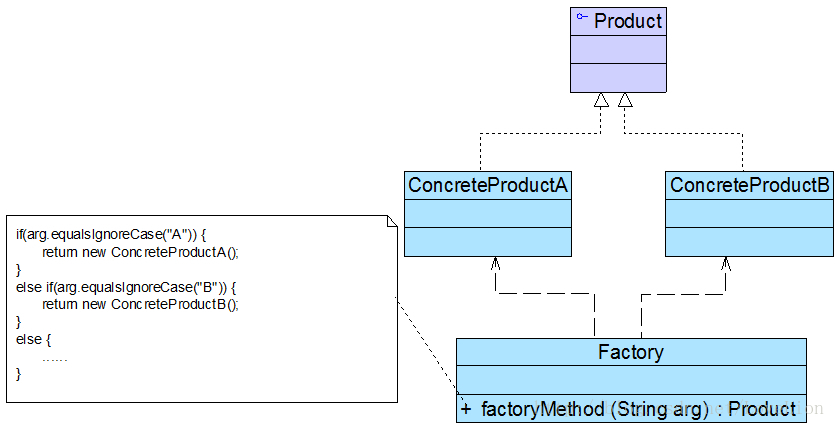 Product
ConcreteProductA
ConcreteProductB
if(arg.equalsIgnoreCase("A")) {
return new ConcreteProductA();
}
else if(arg.equalsIgnoreCase("B")) {
return new ConcreteProductB();
}
else {
......
}
Factory
+ factoryMethod (String arg) : Product